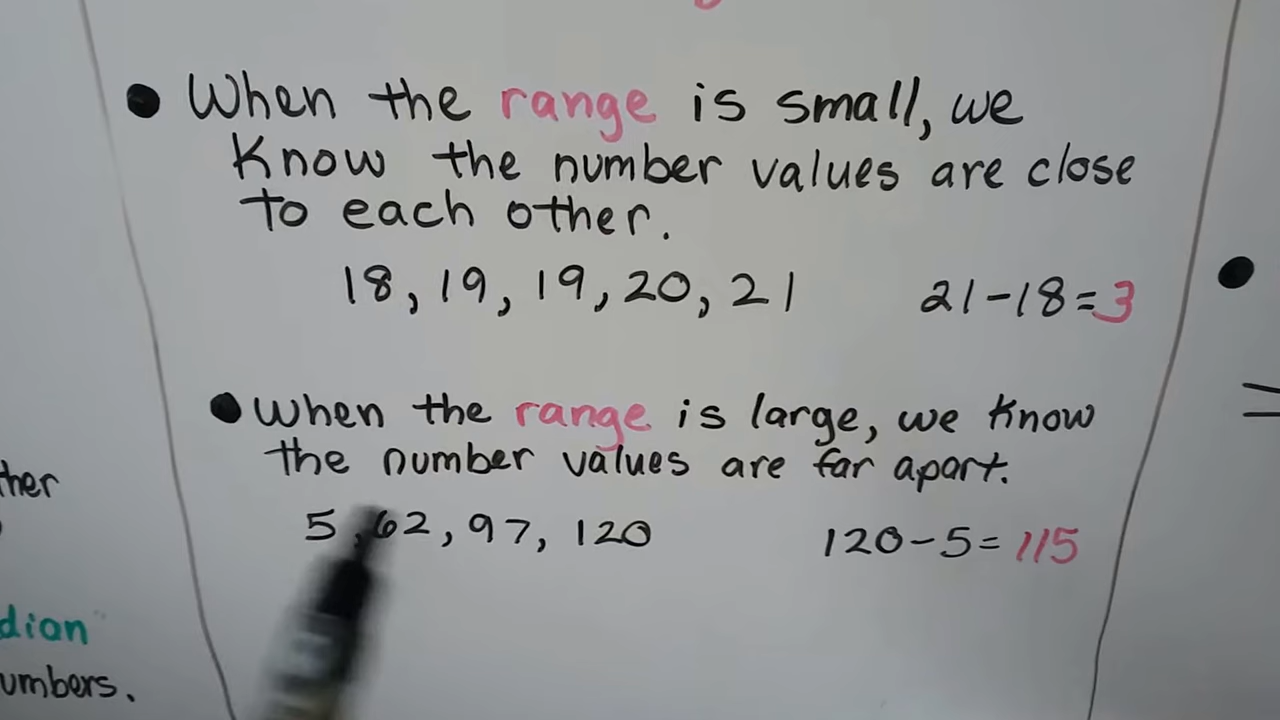 • When the range is small, we
Know the number values are close
to each other.
18, 19, 19, 20, 21
21-18=3
• When the range is large, we Know
the number values are far apart.
5, 62, 97, 120
120-5=115
ther
dian
umbers.